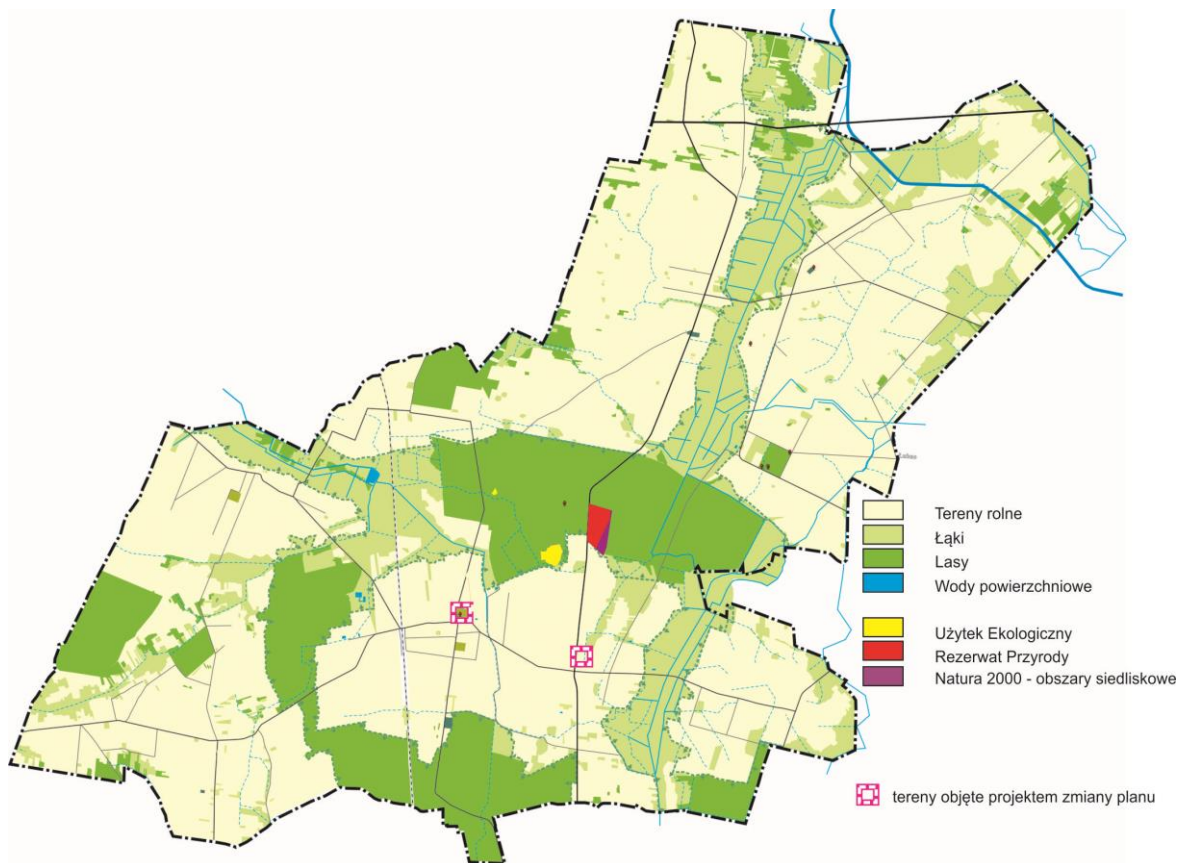 Tereny rolne
Łąki
Lasy
Wody powierzchniowe
Użytek Ekologiczny
Rezerwat Przyrody
Natura 2000 - obszary siedliskowe
tereny objęte projektem zmiany planu